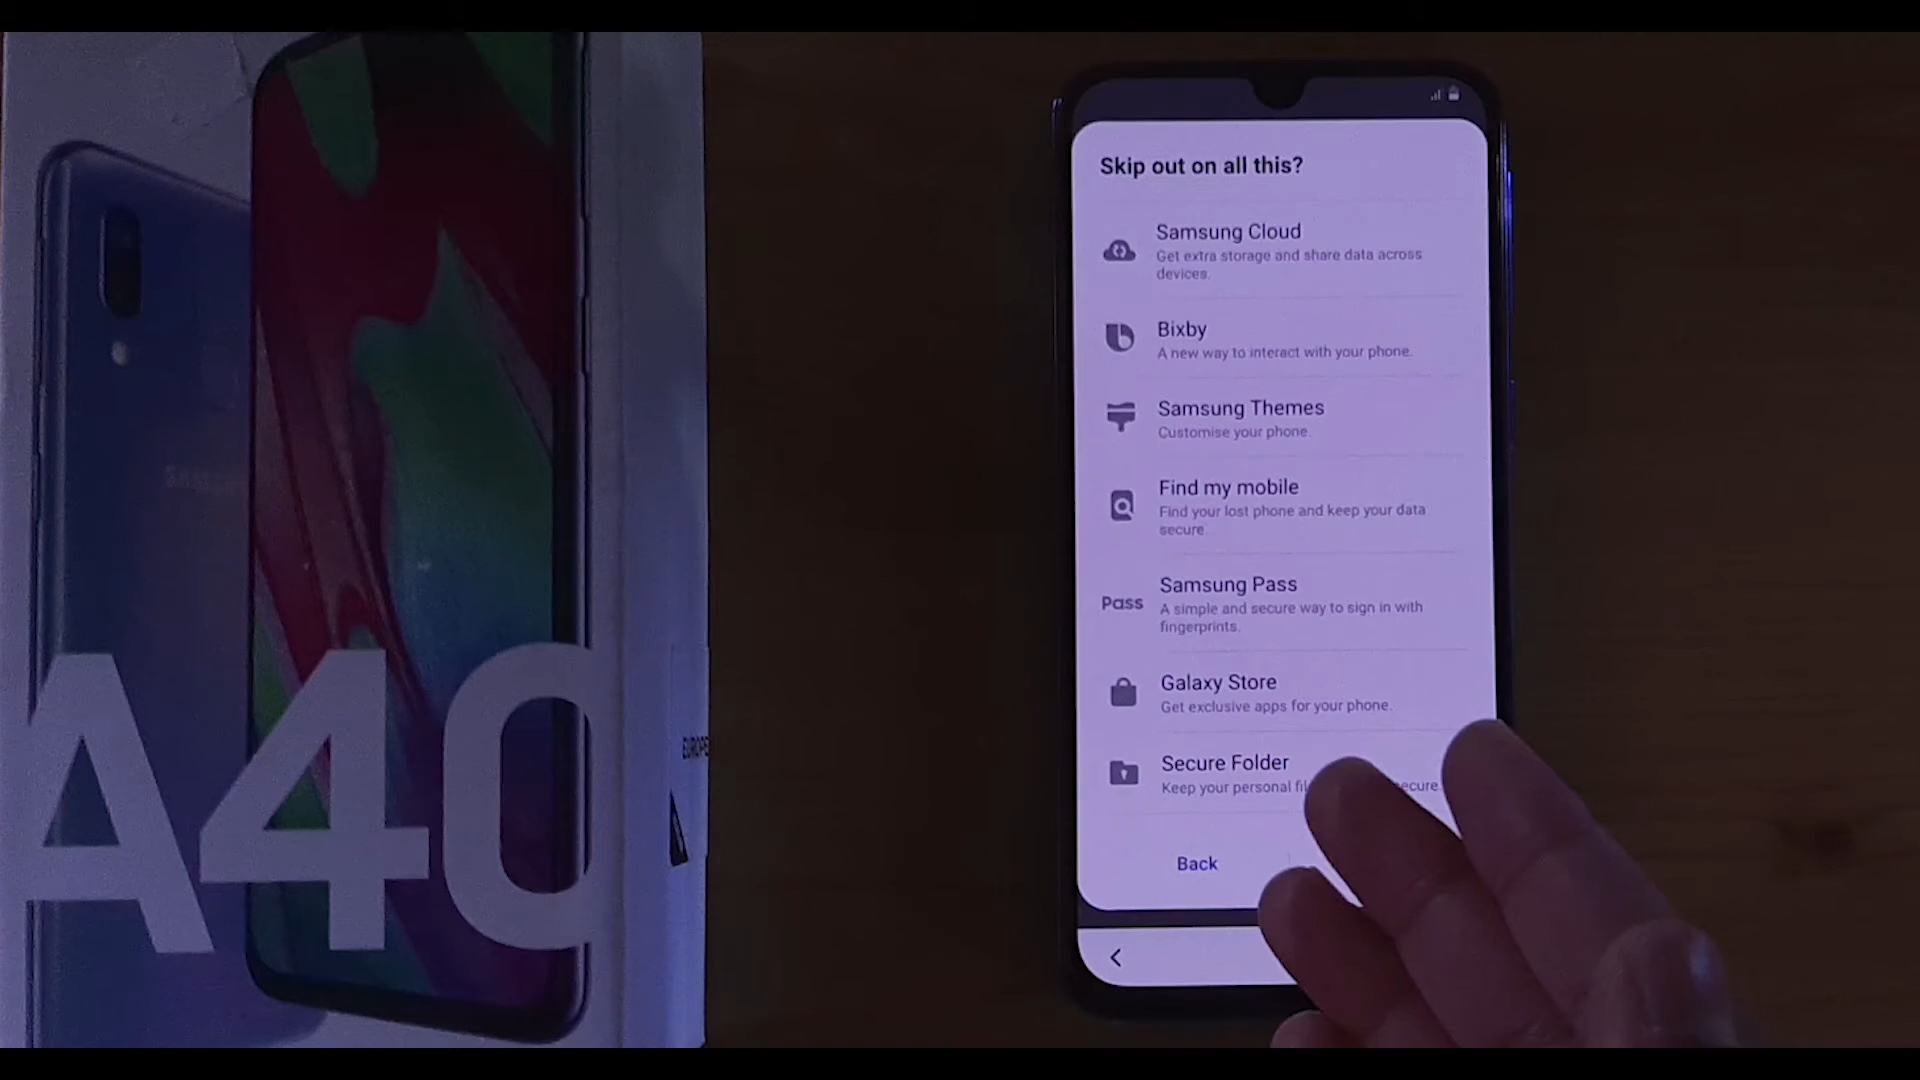 Skip out on all this?
Samsung Cloud
Get extra storage and share data across
devices.
Bixby
A new way to interact with your phone.
Samsung Themes
Customise your phone.
Find my mobile
Find your lost phone and keep your data
secure.
Pass
Samsung Pass
A simple and secure way to sign in with
fingerprints.
Galaxy Store
Get exclusive apps for your phone.
Secure Folder
Keep your personal
Back
A40